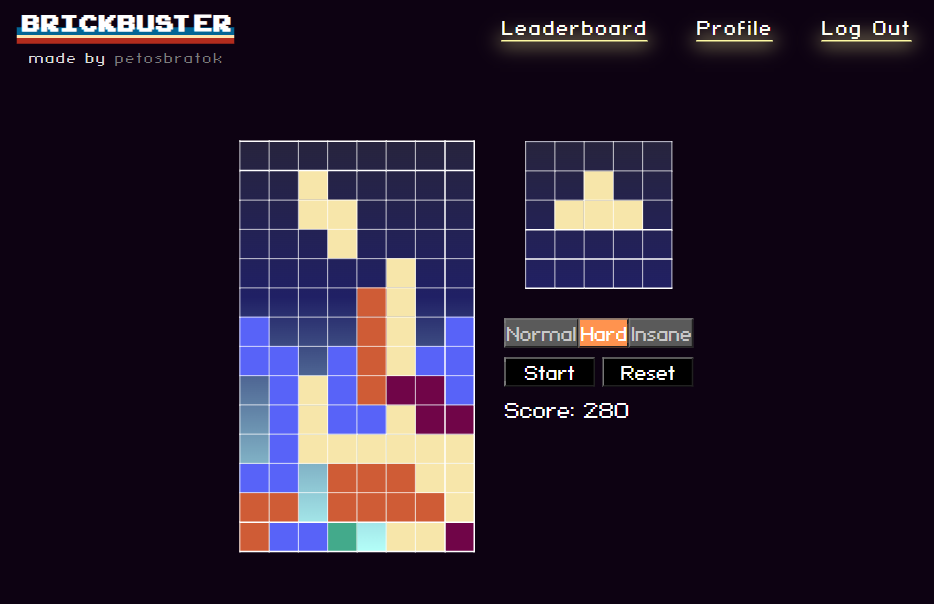 BRICKBUSTER
made by petosbratok
Leaderboard Profile Log Out
Normal Hard Insane
Start Reset
Score: 280